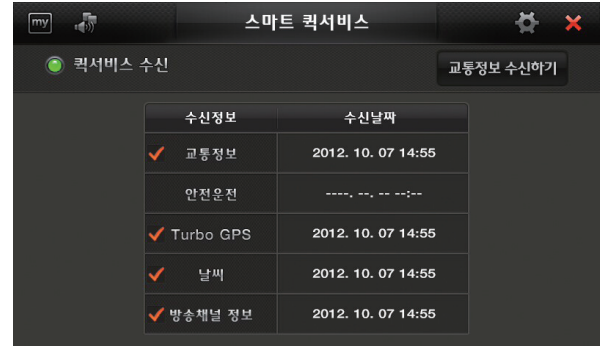 my 스마트 퀵서비스
퀵서비스 수신 교통정보 수신하기
수신정보 수신날짜
교통정보 2012. 10. 07 14:55
안전운전 ----. --. -- --:--
Turbo GPS 2012. 10. 07 14:55
날씨 2012. 10. 07 14:55
방송채널 정보 2012. 10. 07 14:55